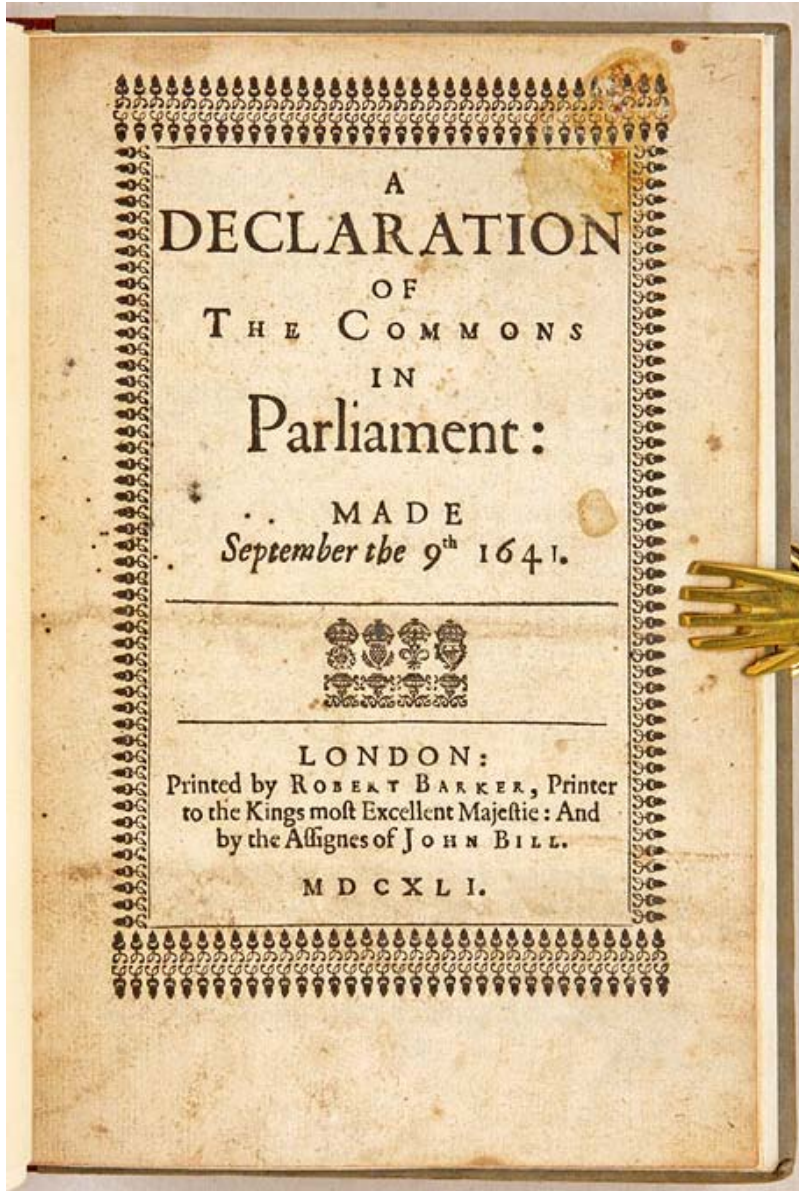 A
DECLARATION
OF
THE COMMONS
IN
Parliament:
MADE
September the 9th 1641.
LONDON:
Printed by ROBERT BARKER, Printer
to the Kings moſt Excellent Majeſtie: And
by the Aſſignes of JOHN BILL.
MDCXLI.